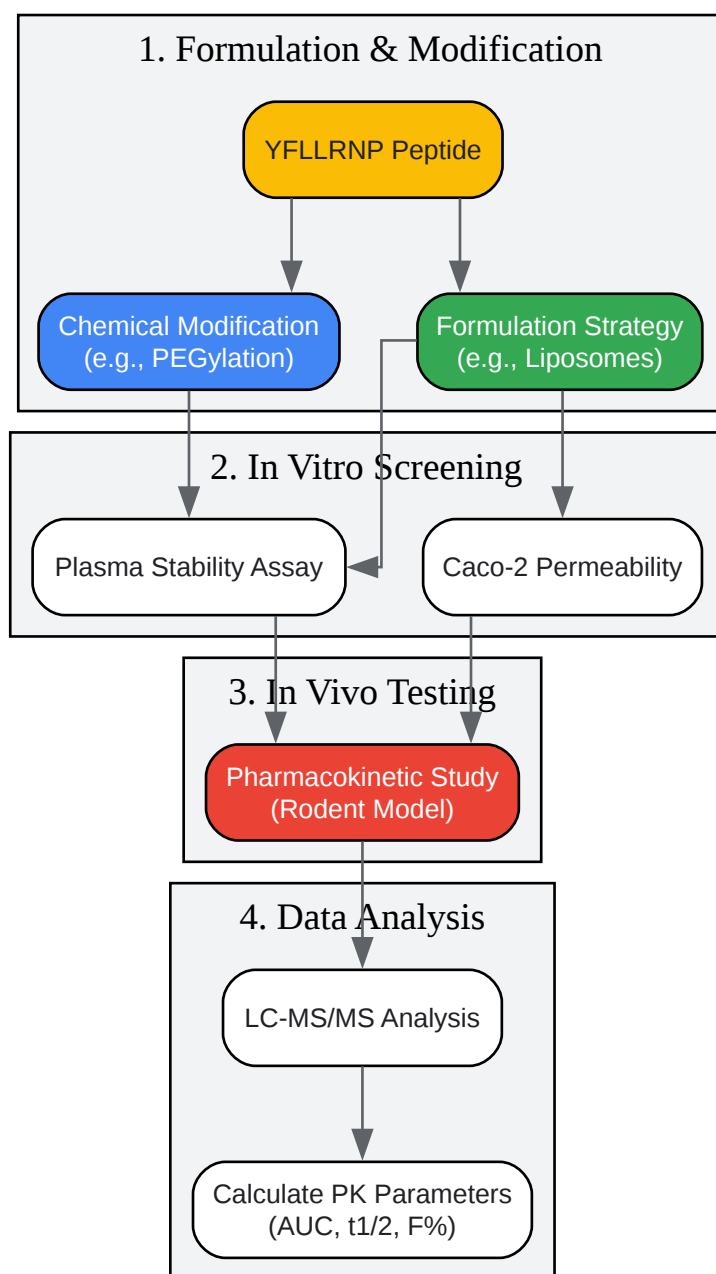 1. Formulation & Modification
YFLLRNP Peptide
Chemical Modification
(e.g., PEGylation)
Formulation Strategy
(e.g., Liposomes)
2. In Vitro Screening
Plasma Stability Assay
Caco-2 Permeability
3. In Vivo Testing
Pharmacokinetic Study
(Rodent Model)
4. Data Analysis
LC-MS/MS Analysis
Calculate PK Parameters
(AUC, t1/2, F%)